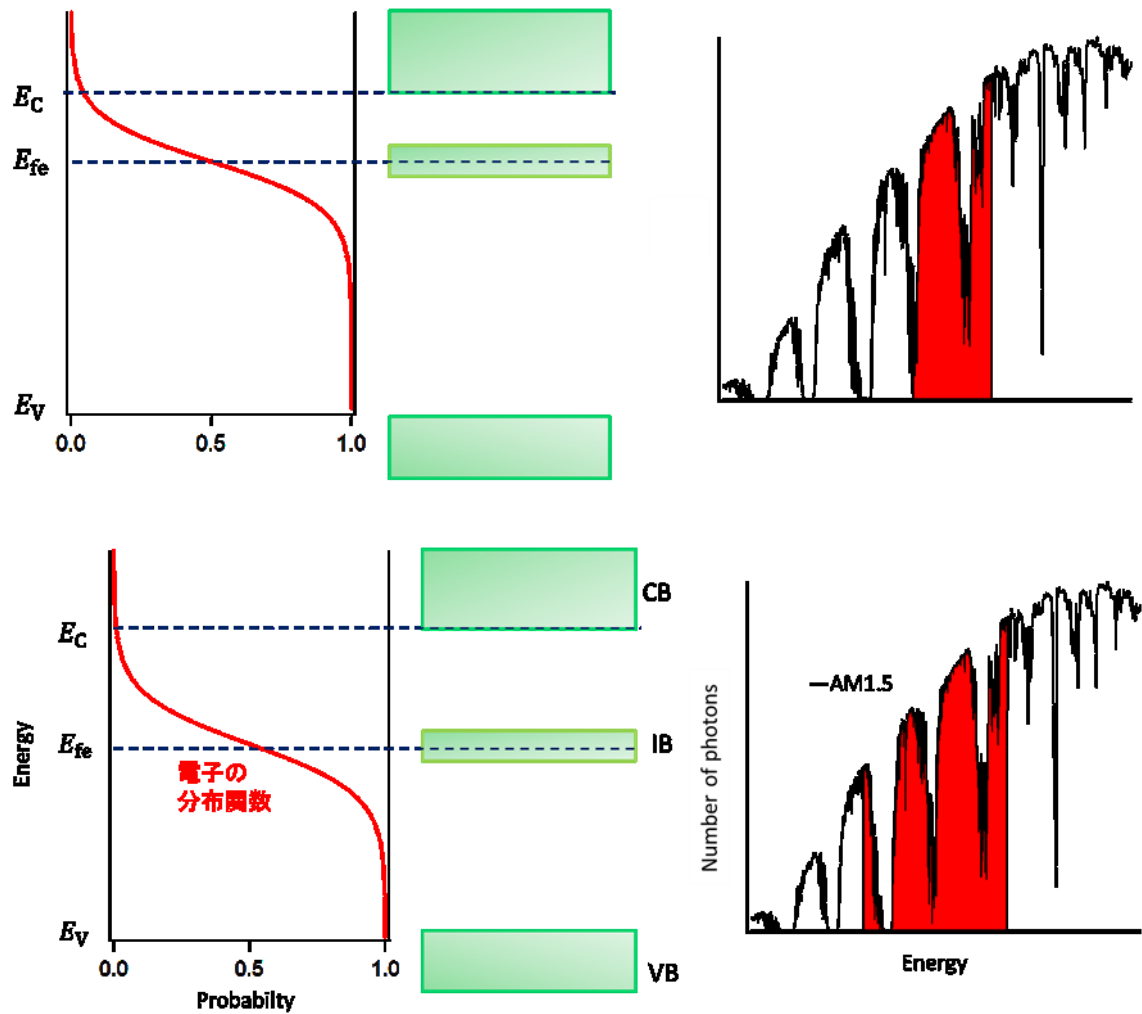 E_C
E_fe
E_V
0.0 0.5 1.0
CB
E_C
—AM1.5
E_fe
IB
電子の
分布関数
Energy
Number of photons
E_V
VB
0.0 0.5 1.0
Probabilty
Energy